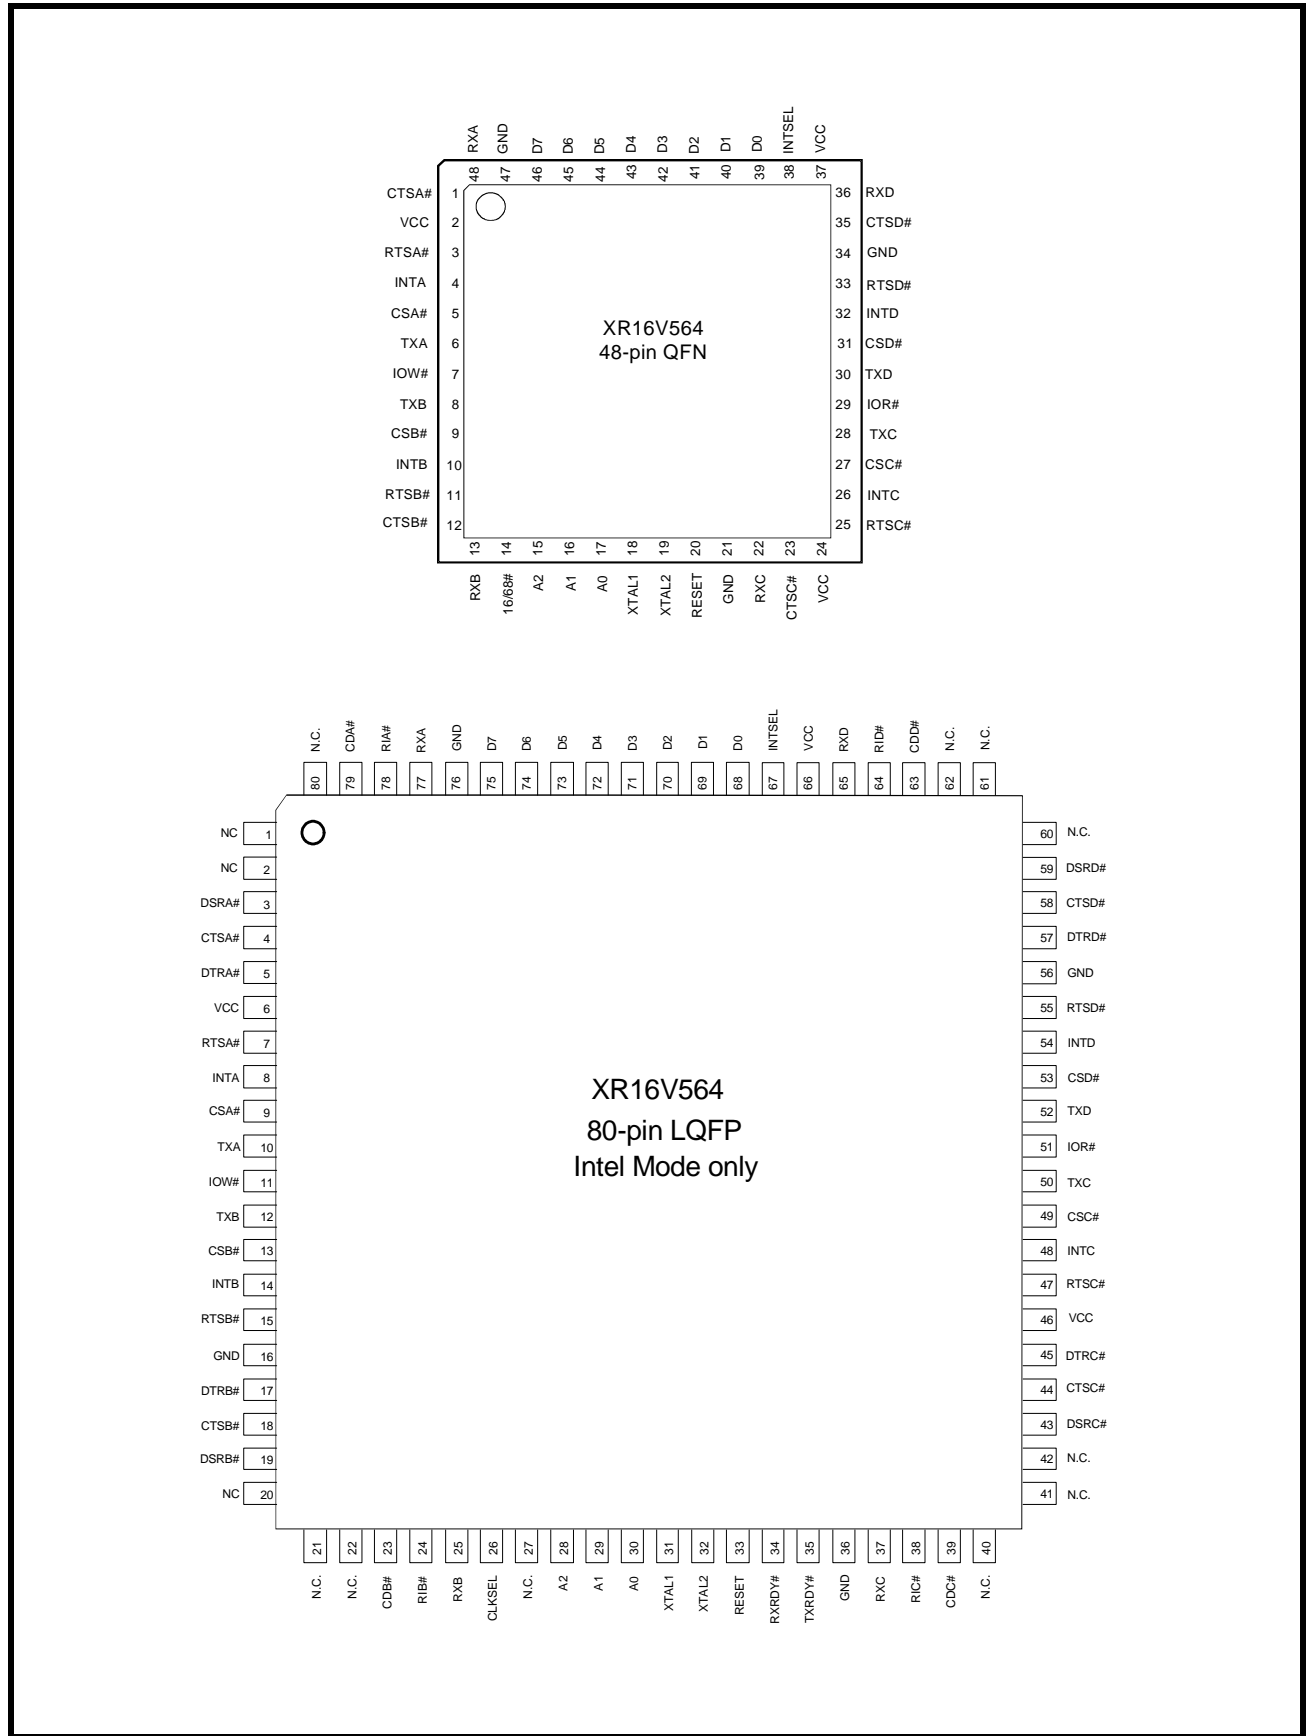 RXA GND D7 D6 D5 D4 D3 D2 D1 D0 INTSEL VCC
48 47 46 45 44 43 42 41 40 39 38 37
CTSA# 1 36 RXD
VCC 2 35 CTSD#
RTSA# 3 34 GND
INTA 4 33 RTSD#
CSA# 5 32 INTD
XR16V564
TXA 6 31 CSD#
48-pin QFN
IOW# 7 30 TXD
TXB 8 29 IOR#
CSB# 9 28 TXC
INTB 10 27 CSC#
RTSB# 11 26 INTC
CTSB# 12 25 RTSC#
13 14 15 16 17 18 19 20 21 22 23 24
RXB 16/68# A2 A1 A0 XTAL1 XTAL2 RESET GND RXC CTSC# VCC
N.C. CDA# RIA# RXA GND D7 D6 D5 D4 D3 D2 D1 D0 INTSEL VCC RXD RID# CDD# N.C. N.C.
80 79 78 77 76 75 74 73 72 71 70 69 68 67 66 65 64 63 62 61
NC 1 60 N.C.
NC 2 59 DSRD#
DSRA# 3 58 CTSD#
CTSA# 4 57 DTRD#
DTRA# 5 56 GND
VCC 6 55 RTSD#
RTSA# 7 54 INTD
INTA 8 53 CSD#
XR16V564
CSA# 9 52 TXD
80-pin LQFP
TXA 10 51 IOR#
Intel Mode only
IOW# 11 50 TXC
TXB 12 49 CSC#
CSB# 13 48 INTC
INTB 14 47 RTSC#
RTSB# 15 46 VCC
GND 16 45 DTRC#
DTRB# 17 44 CTSC#
CTSB# 18 43 DSRC#
DSRB# 19 42 N.C.
NC 20 41 N.C.
21 22 23 24 25 26 27 28 29 30 31 32 33 34 35 36 37 38 39 40
N.C. N.C. CDB# RIB# RXB CLKSEL N.C. A2 A1 A0 XTAL1 XTAL2 RESET RXRDY# TXRDY# GND RXC RIC# CDC# N.C.